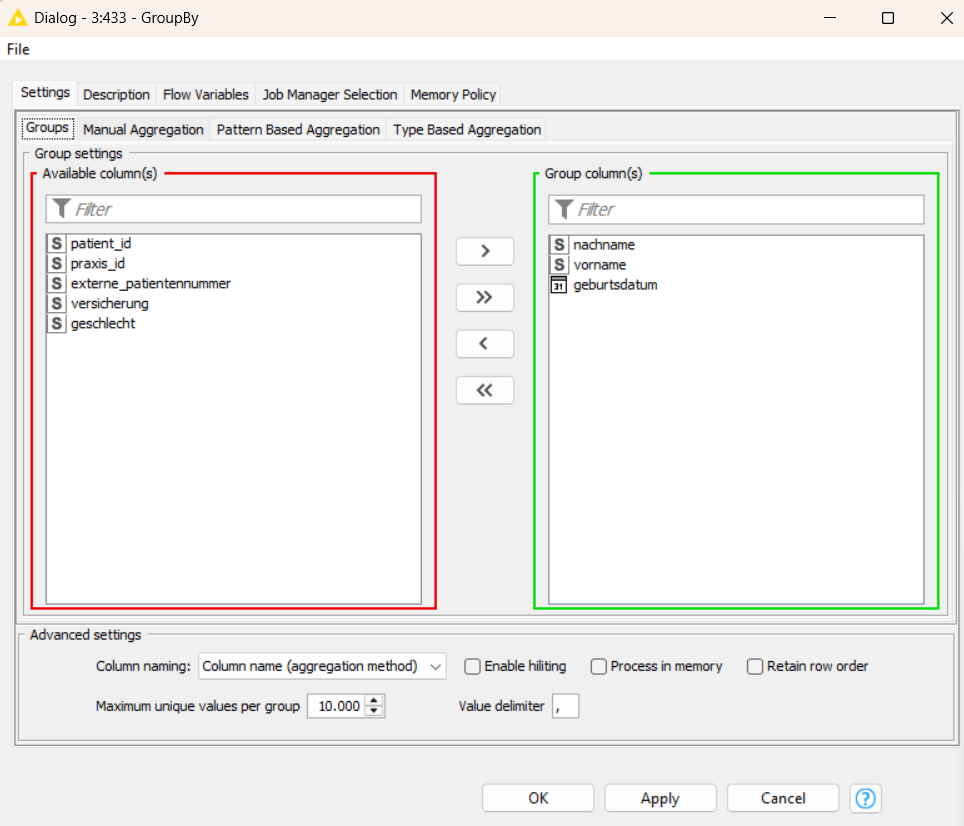 Dialog - 3:433 - GroupBy
File
Settings Description Flow Variables Job Manager Selection Memory Policy
Groups Manual Aggregation Pattern Based Aggregation Type Based Aggregation
Group settings
Available column(s)
Filter
S patient_id
S praxis_id
S externe_patientennummer
S versicherung
S geschlecht
Group column(s)
Filter
S nachname
S vorname
31 geburtsdatum
Advanced settings
Column naming: Column name (aggregation method) Enable hiliting Process in memory Retain row order
Maximum unique values per group 10.000 Value delimiter ,
OK Apply Cancel ?